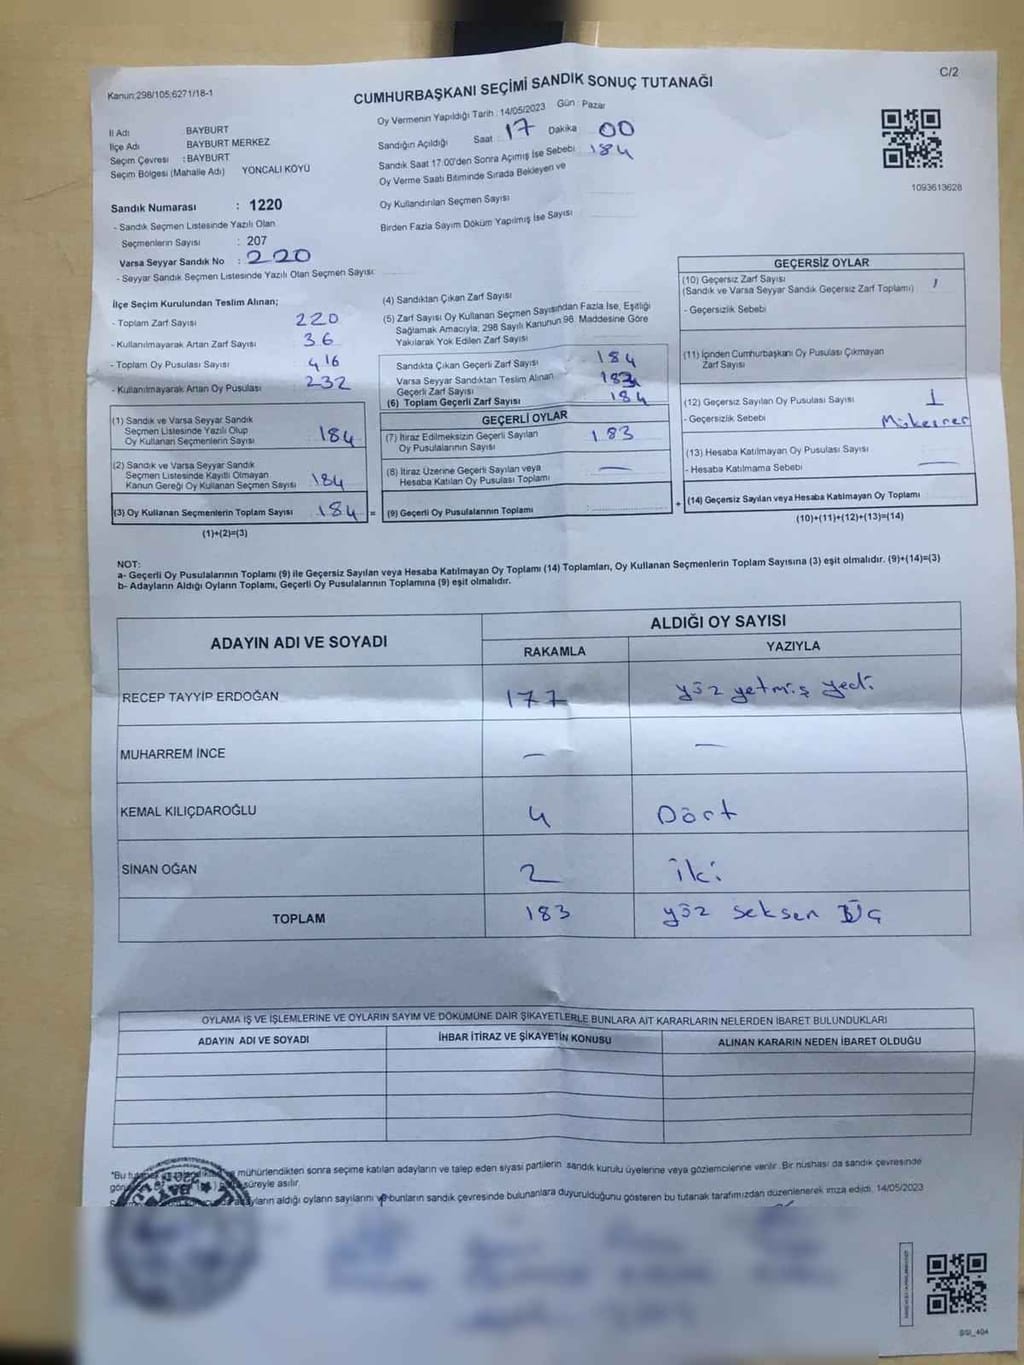 Kanun:298/105;6271/18-1
C/2
CUMHURBAŞKANI SEÇİMİ SANDIK SONUÇ TUTANAĞI
Oy Vermenin Yapıldığı Tarih : 14/05/2023 Gün : Pazar
İl Adı BAYBURT
İlçe Adı BAYBURT MERKEZ
Seçim Çevresi : BAYBURT
Seçim Bölgesi (Mahalle Adı) YONCALI KÖYÜ
Sandığın Açıldığı Saat : 17 Dakika 00
Sandık Saat 17.00'den Sonra Açımış İse Sebebi : 184
Oy Verme Saati Bitiminde Sırada Bekleyen ve
Oy Kullandırılan Seçmen Sayısı
Birden Fazla Sayım Döküm Yapılmış İse Sayısı
1093613628
Sandık Numarası : 1220
- Sandık Seçmen Listesinde Yazılı Olan
Seçmenlerin Sayısı : 207
Varsa Seyyar Sandık No : 220
- Seyyar Sandık Seçmen Listesinde Yazılı Olan Seçmen Sayısı:
İlçe Seçim Kurulundan Teslim Alınan;
- Toplam Zarf Sayısı 220
- Kullanılmayarak Artan Zarf Sayısı 36
- Toplam Oy Pusulası Sayısı 416
- Kullanılmayarak Artan Oy Pusulası 232
(1) Sandık ve Varsa Seyyar Sandık
Seçmen Listesinde Yazılı Olup
Oy Kullanan Seçmenlerin Sayısı 184
(2) Sandık ve Varsa Seyyar Sandık
Seçmen Listesinde Kayıtlı Olmayan
Kanun Gereği Oy Kullanan Seçmen Sayısı 184
(3) Oy Kullanan Seçmenlerin Toplam Sayısı 184 =
(1)+(2)=(3)
(4) Sandıktan Çıkan Zarf Sayısı
(5) Zarf Sayısı Oy Kullanan Seçmen Sayısından Fazla İse, Eşitliği
Sağlamak Amacıyla, 298 Sayılı Kanunun 98. Maddesine Göre
Yakılarak Yok Edilen Zarf Sayısı
Sandıkta Çıkan Geçerli Zarf Sayısı 184
Varsa Seyyar Sandıktan Teslim Alınan
Geçerli Zarf Sayısı
(6) Toplam Geçerli Zarf Sayısı 184
GEÇERLİ OYLAR
(7) İtiraz Edilmeksizin Geçerli Sayılan
Oy Pusulalarının Sayısı 183
(8) İtiraz Üzerine Geçerli Sayılan veya
Hesaba Katılan Oy Pusulası Toplamı —
(9) Geçerli Oy Pusulalarının Toplamı : +
GEÇERSİZ OYLAR
(10) Geçersiz Zarf Sayısı
(Sandık ve Varsa Seyyar Sandık Geçersiz Zarf Toplamı) 1
- Geçersizlik Sebebi
(11) İçinden Cumhurbaşkanı Oy Pusulası Çıkmayan
Zarf Sayısı
(12) Geçersiz Sayılan Oy Pusulası Sayısı 1
- Geçersizlik Sebebi Mükerrer
(13) Hesaba Katılmayan Oy Sayısı
- Hesaba Katılmama Sebebi —
(14) Geçersiz Sayılan veya Hesaba Katılmayan Oy Toplamı
(10)+(11)+(12)+(13)=(14)
NOT:
a- Geçerli Oy Pusulalarının Toplamı (9) ile Geçersiz Sayılan veya Hesaba Katılmayan Oy Toplamı (14) Toplamları, Oy Kullanan Seçmenlerin Toplam Sayısına (3) eşit olmalıdır. (9)+(14)=(3)
b- Adayların Aldığı Oyların Toplamı, Geçerli Oy Pusulalarının Toplamına (9) eşit olmalıdır.
ADAYIN ADI VE SOYADI
ALDIĞI OY SAYISI
RAKAMLA YAZIYLA
RECEP TAYYİP ERDOĞAN 177 yüz yetmiş yedi
MUHARREM İNCE — —
KEMAL KILIÇDAROĞLU 4 Dört
SİNAN OĞAN 2 iki
TOPLAM 183 yüz seksen Üç
OYLAMA İŞ VE İŞLEMLERİNE VE OYLARIN SAYIM VE DÖKÜMÜNE DAİR ŞİKAYETLERLE BUNLARA AİT KARARLARIN NELERDEN İBARET BULUNDUKLARI
ADAYIN ADI VE SOYADI İHBAR İTİRAZ VE ŞİKAYETİN KONUSU ALINAN KARARIN NEDEN İBARET OLDUĞU
*Bu mühürlendikten sonra seçime katılan adayların ve talep eden siyasi partilerin sandık kurulu üyelerine veya gözlemcilerine verilir. Bir nüshası da sandık çevresinde
süreyle asılır.
adayların aldığı oyların sayılarını ve bunların sandık çevresinde bulunanlara duyurulduğunu gösteren bu tutanak tarafımızdan düzenlenerek imza edildi. 14/05/2023